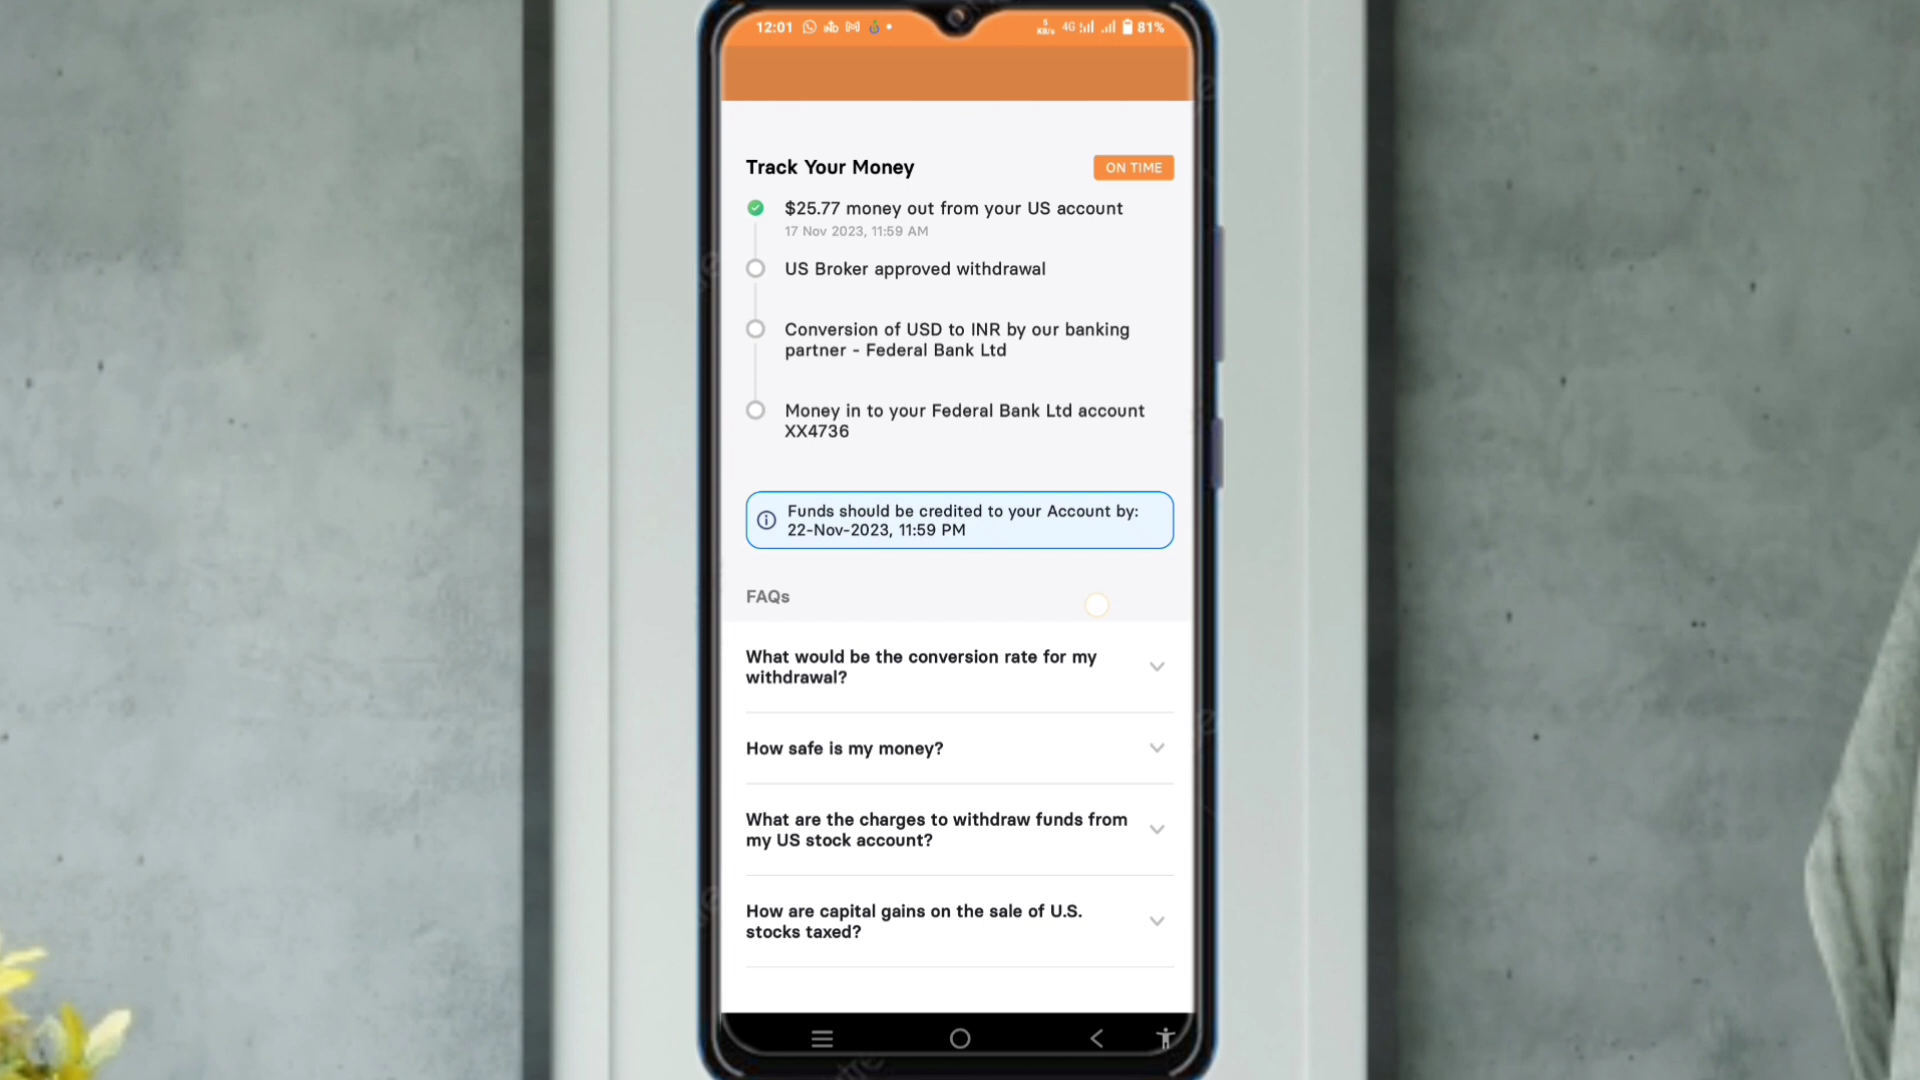 12:01
5
KB/s
4G
81%
Track Your Money
ON TIME
$25.77 money out from your US account
17 Nov 2023, 11:59 AM
US Broker approved withdrawal
Conversion of USD to INR by our banking
partner - Federal Bank Ltd
Money in to your Federal Bank Ltd account
XX4736
Funds should be credited to your Account by:
22-Nov-2023, 11:59 PM
FAQs
What would be the conversion rate for my
withdrawal?
How safe is my money?
What are the charges to withdraw funds from
my US stock account?
How are capital gains on the sale of U.S.
stocks taxed?